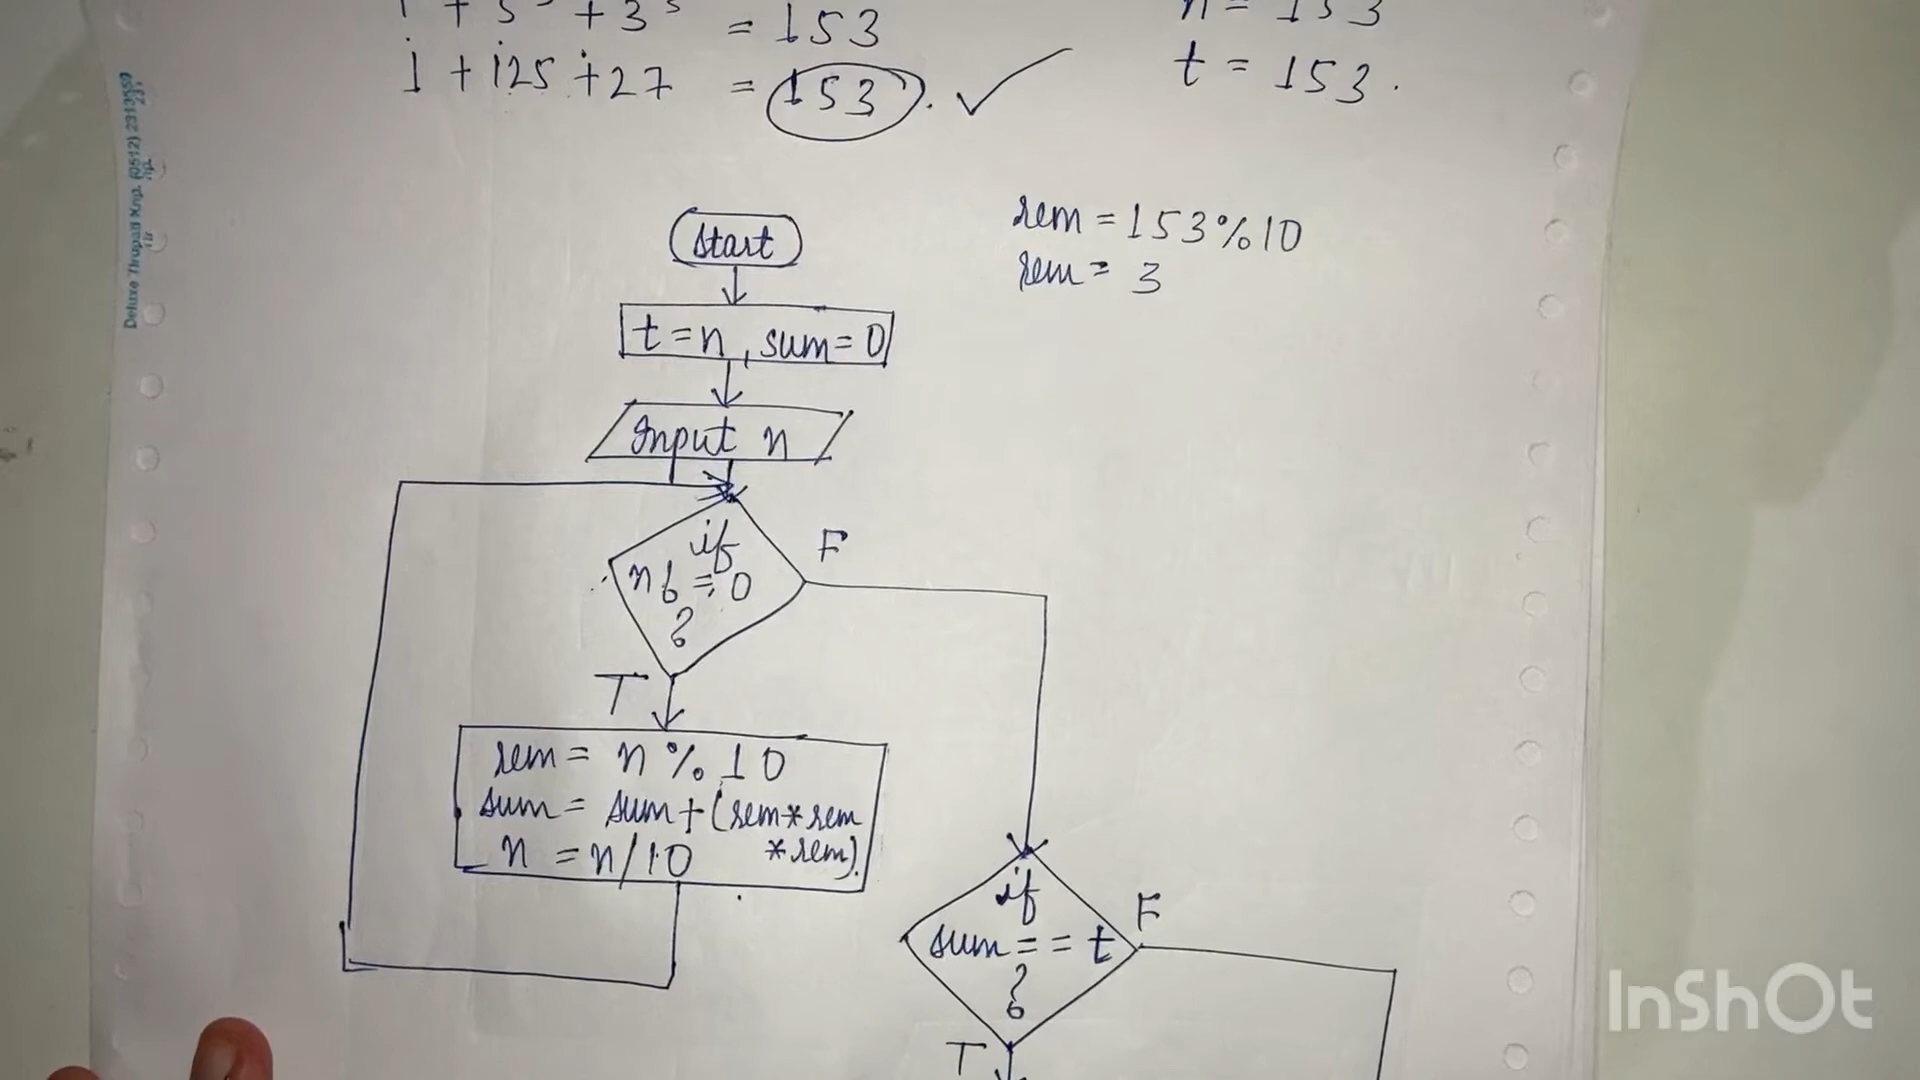 = 153
1 + 125 + 27 = 153. ✓
t = 153.
rem = 153%10
rem = 3
Start
t = n, sum = 0
Input n
if
F
?
T
rem = n % 10
sum = sum + (rem * rem
* rem).
n = n/10
if
F
sum = = t
?
T
InShOt